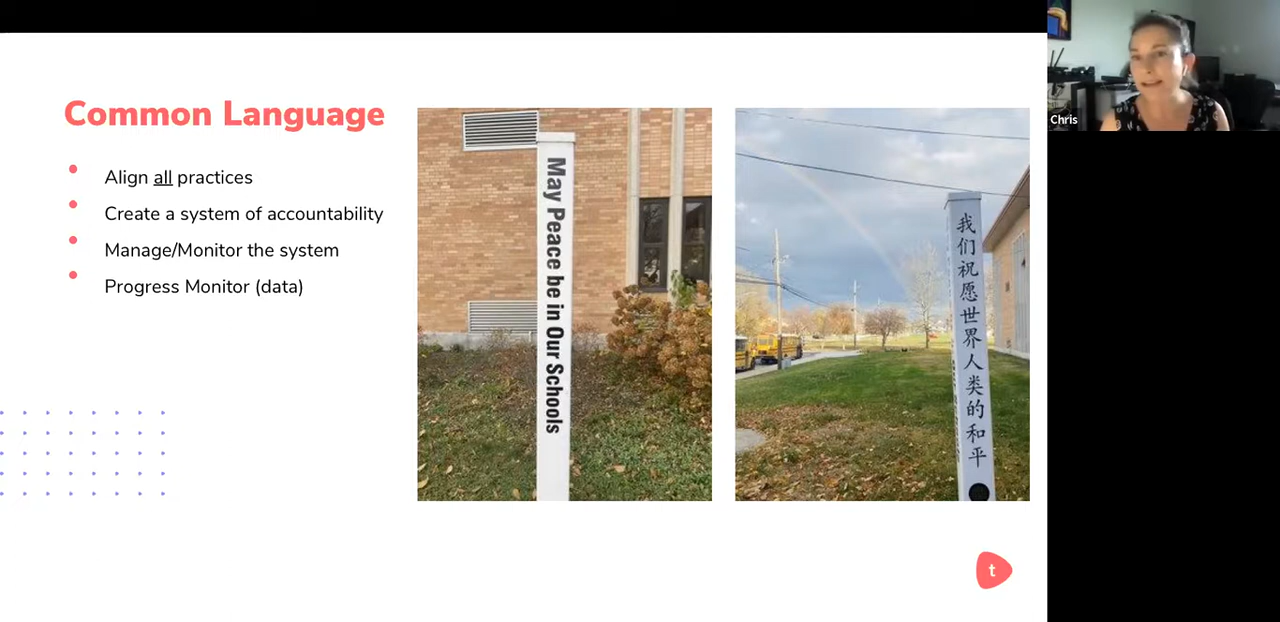 Common Language
Align all practices
Create a system of accountability
Manage/Monitor the system
Progress Monitor (data)
May Peace be in Our Schools
我们祝愿世界人类的和平
t
Chris